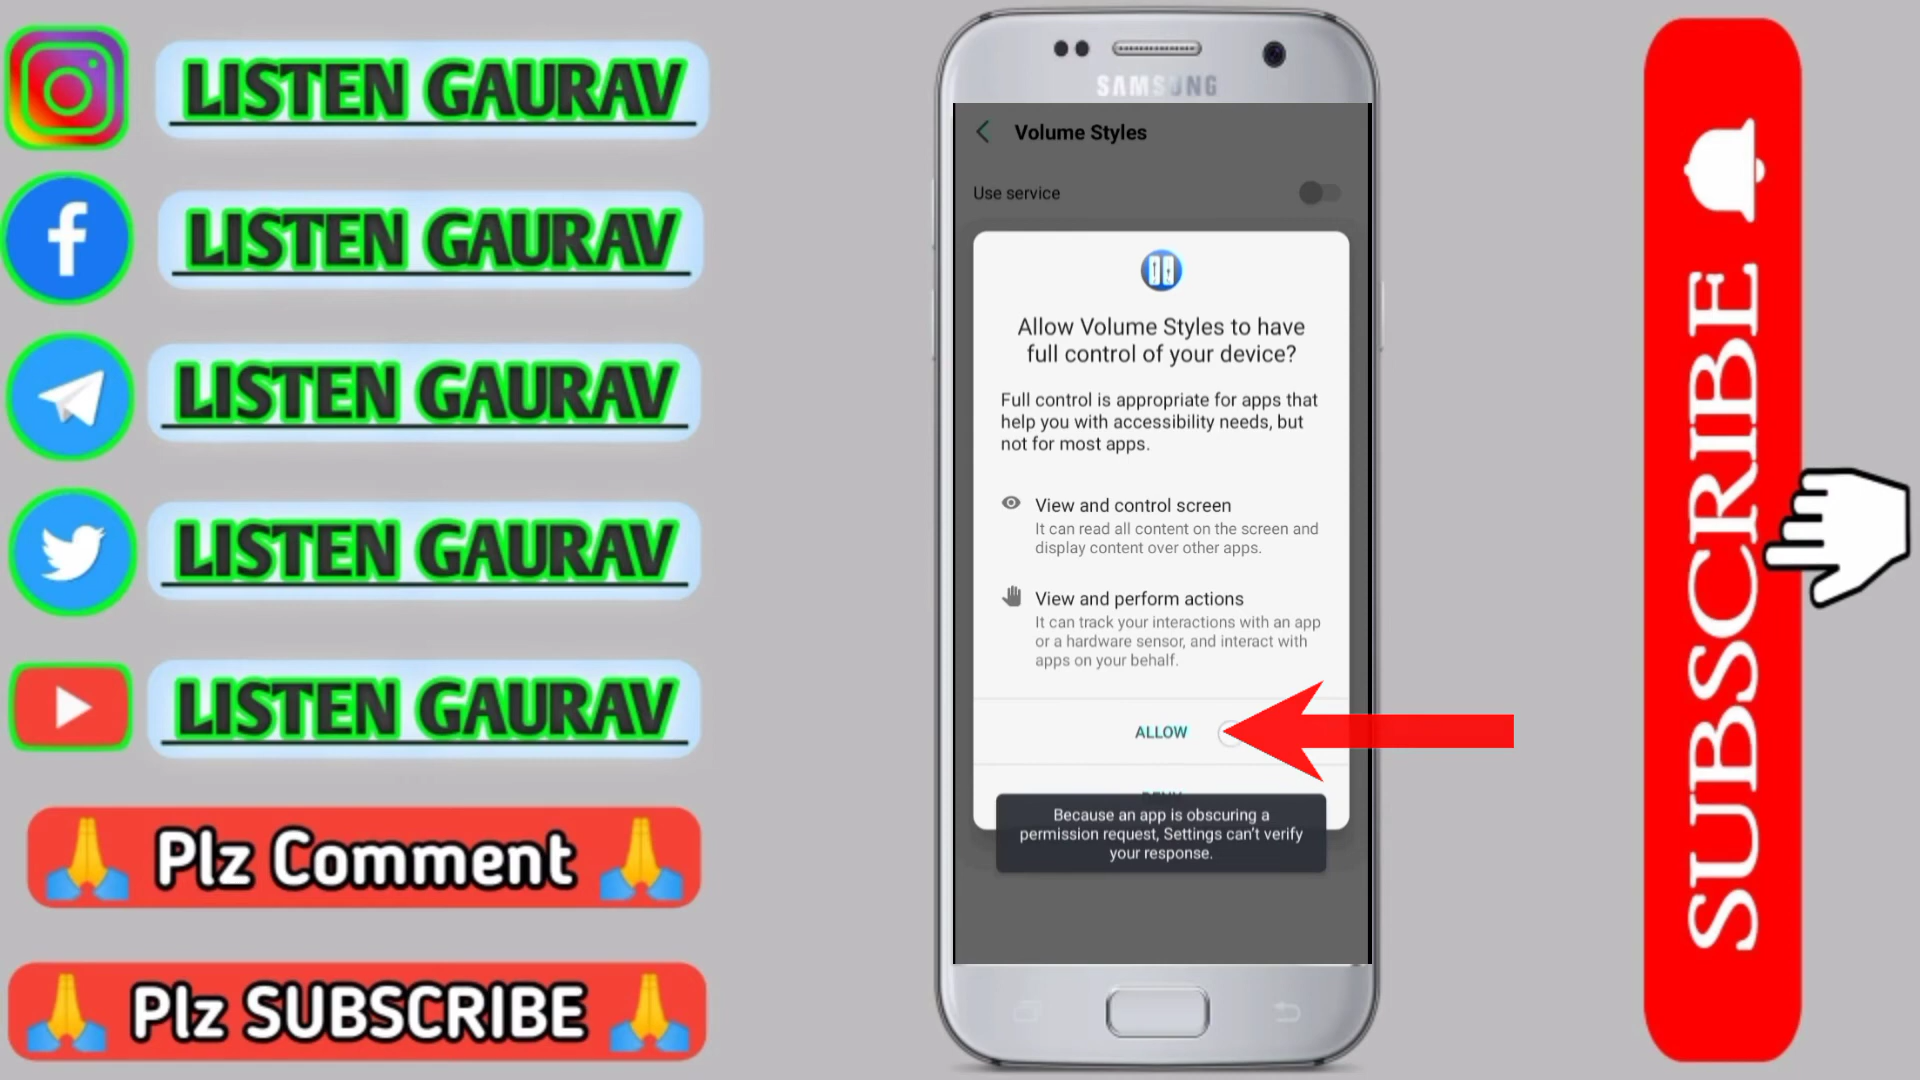 LISTEN GAURAV
LISTEN GAURAV
LISTEN GAURAV
LISTEN GAURAV
LISTEN GAURAV
Plz Comment
Plz SUBSCRIBE
SAMSUNG
Volume Styles
Use service
Allow Volume Styles to have
full control of your device?
Full control is appropriate for apps that
help you with accessibility needs, but
not for most apps.
View and control screen
It can read all content on the screen and
display content over other apps.
View and perform actions
It can track your interactions with an app
or a hardware sensor, and interact with
apps on your behalf.
ALLOW
Because an app is obscuring a
permission request, Settings can't verify
your response.
SUBSCRIBE